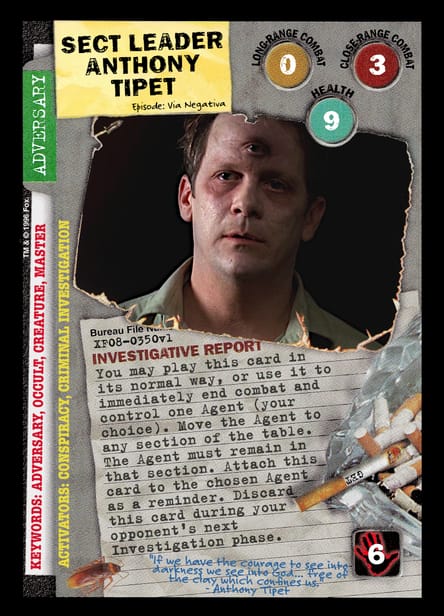 SECT LEADER
ANTHONY
TIPET
Episode: Via Negativa
LONG-RANGE COMBAT
0
CLOSE-RANGE COMBAT
3
HEALTH
9
ADVERSARY
TM & © 1996 Fox.
KEYWORDS: ADVERSARY, OCCULT, CREATURE, MASTER
ACTIVATORS: CONSPIRACY, CRIMINAL INVESTIGATION
Bureau File
XF08-0350v1
INVESTIGATIVE REPORT
You may play this card in
its normal way, or use it to
immediately end combat and
control one Agent (your
choice). Move the Agent to
any section of the table.
The Agent must remain in
that section. Attach this
card to the chosen Agent
as a reminder. Discard
this card during your
opponent's next
Investigation phase.
"If we have the courage to see into
darkness we see into God... free of
the clay which contines us."
- Anthony Tipet
6